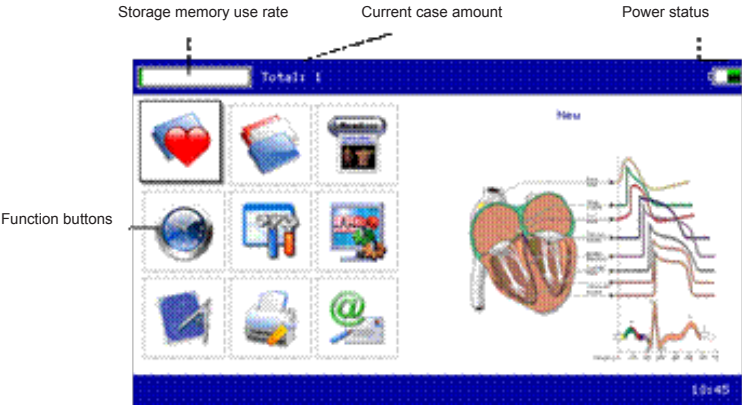 Storage memory use rate
Current case amount
Power status
Total: 1
New
Function buttons
10:45